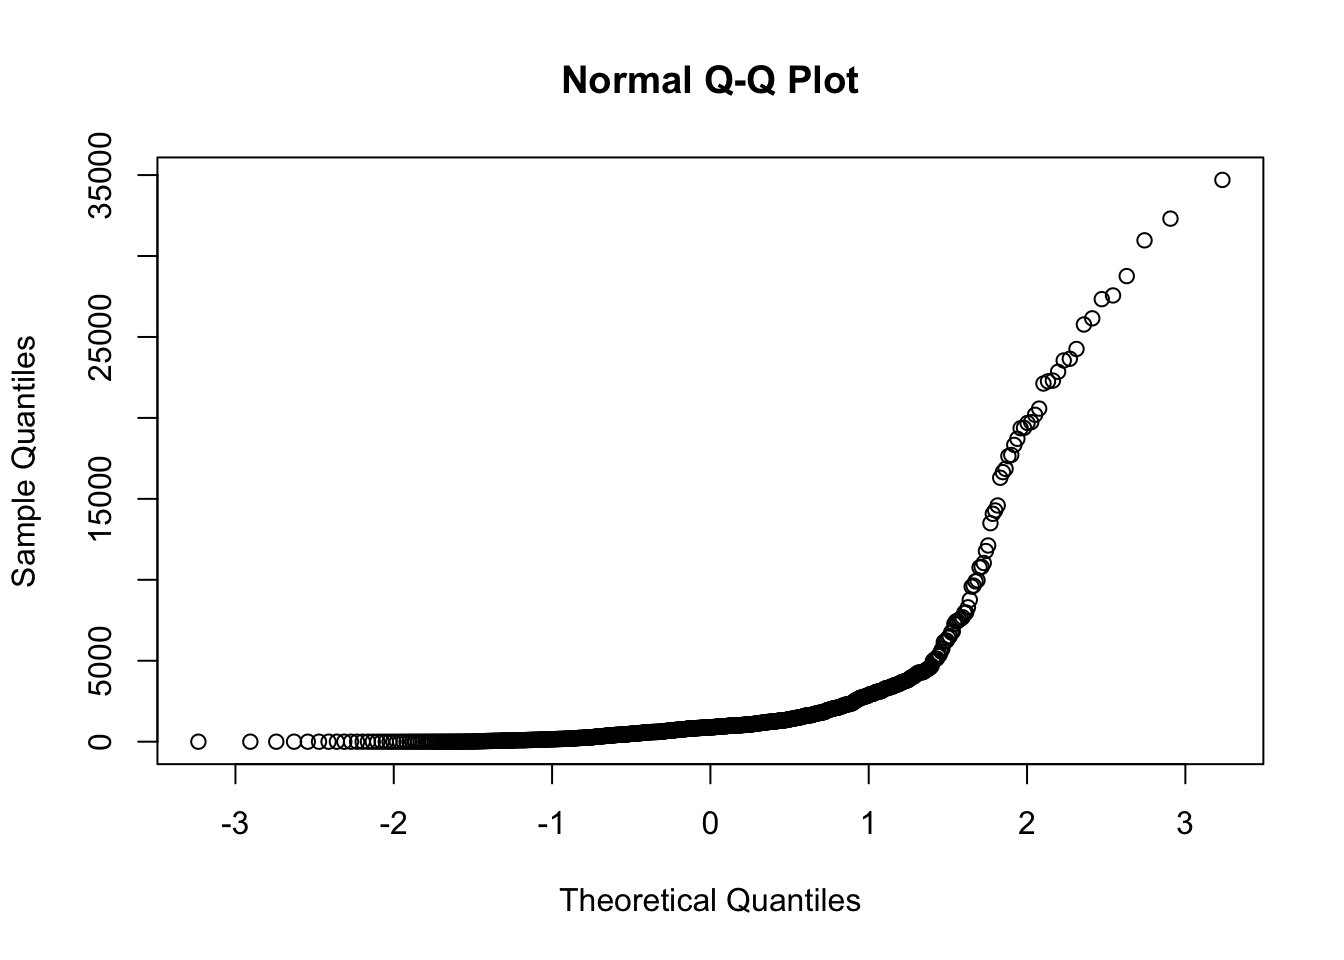 Normal Q-Q Plot
35000
25000
15000
5000
0
Sample Quantiles
-3 -2 -1 0 1 2 3
Theoretical Quantiles